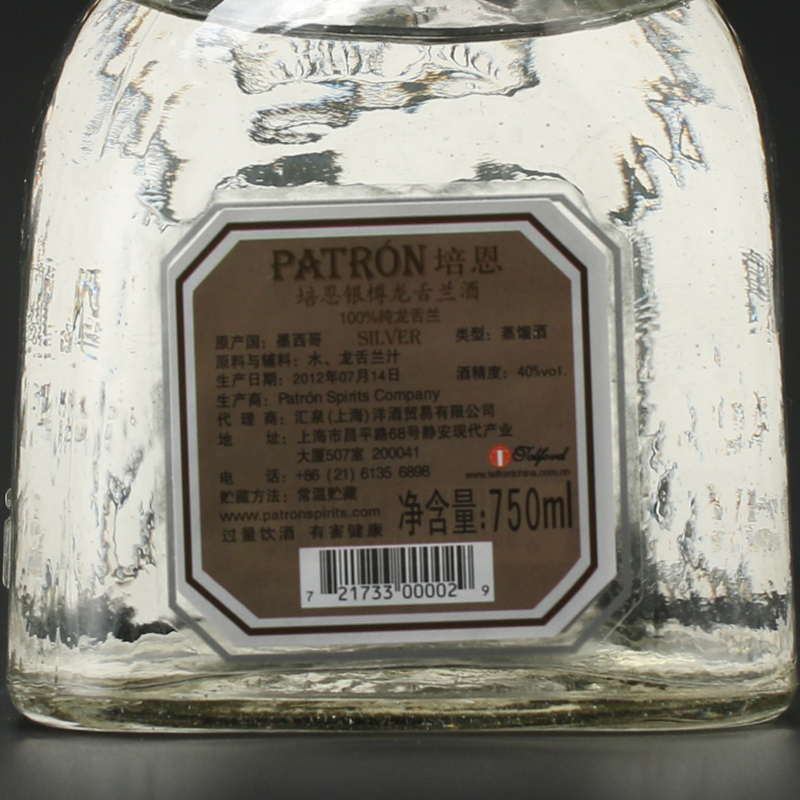 PATRÓN 培恩
培恩银樽龙舌兰酒
100%纯龙舌兰
原产国：墨西哥 SILVER 类型：蒸馏酒
原料与辅料：水、龙舌兰汁
生产日期：2012年07月14日 酒精度：40%vol.
生产商：Patrón Spirits Company
代 理 商：汇泉(上海)洋酒贸易有限公司
地 址：上海市昌平路68号静安现代产业
大厦507室 200041
Telford
电 话：+86 (21) 6135 6898
www.telfordchina.com.cn
贮藏方法：常温贮藏
www.patronspirits.com
净含量:750ml
过量饮酒 有害健康
7 21733 00002 9